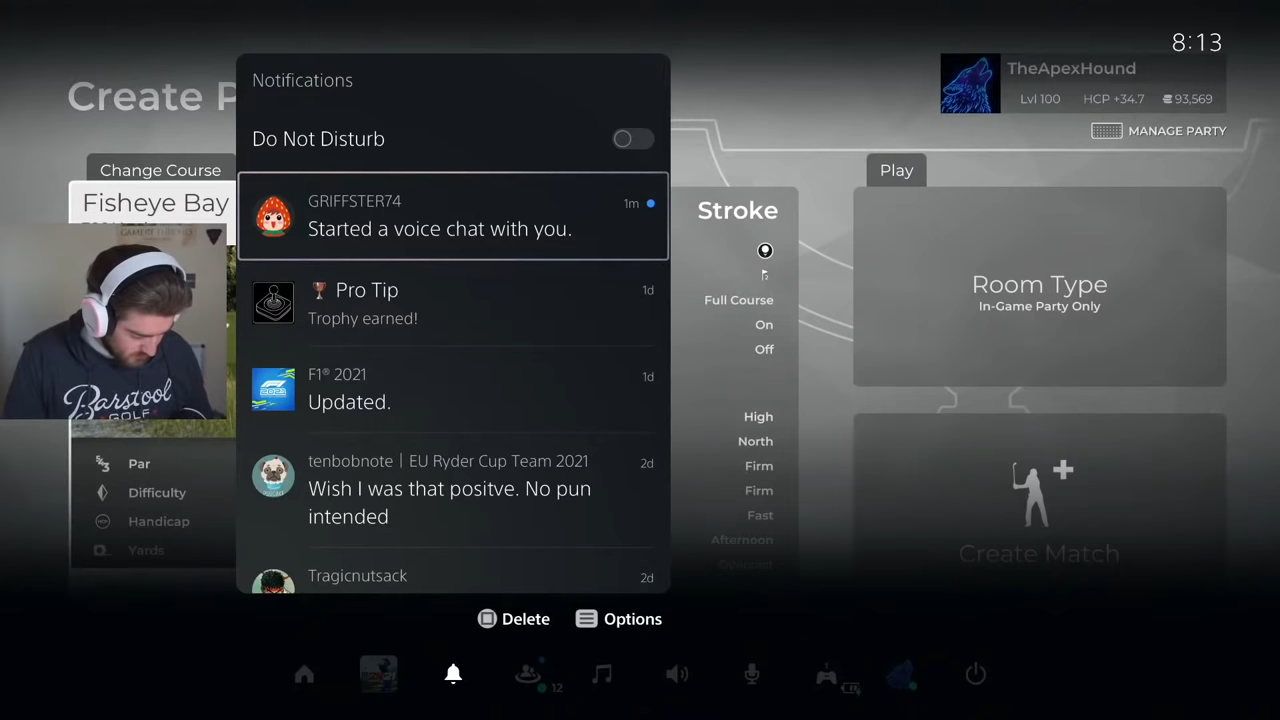 8:13
Create P
TheApexHound
Lvl 100 HCP +34.7 93,569
MANAGE PARTY
Change Course
Fisheye Bay
Notifications
Do Not Disturb
GRIFFSTER74 1m
Started a voice chat with you.
Pro Tip 1d
Trophy earned!
F1® 2021 1d
Updated.
tenbobnote | EU Ryder Cup Team 2021 2d
Wish I was that positve. No pun
intended
Tragicnutsack 2d
Delete Options
Stroke
Full Course
On
Off
High
North
Firm
Firm
Fast
Afternoon
Play
Room Type
In-Game Party Only
Create Match
Barstool
GOLF
Par
Difficulty
Handicap
Yards
12